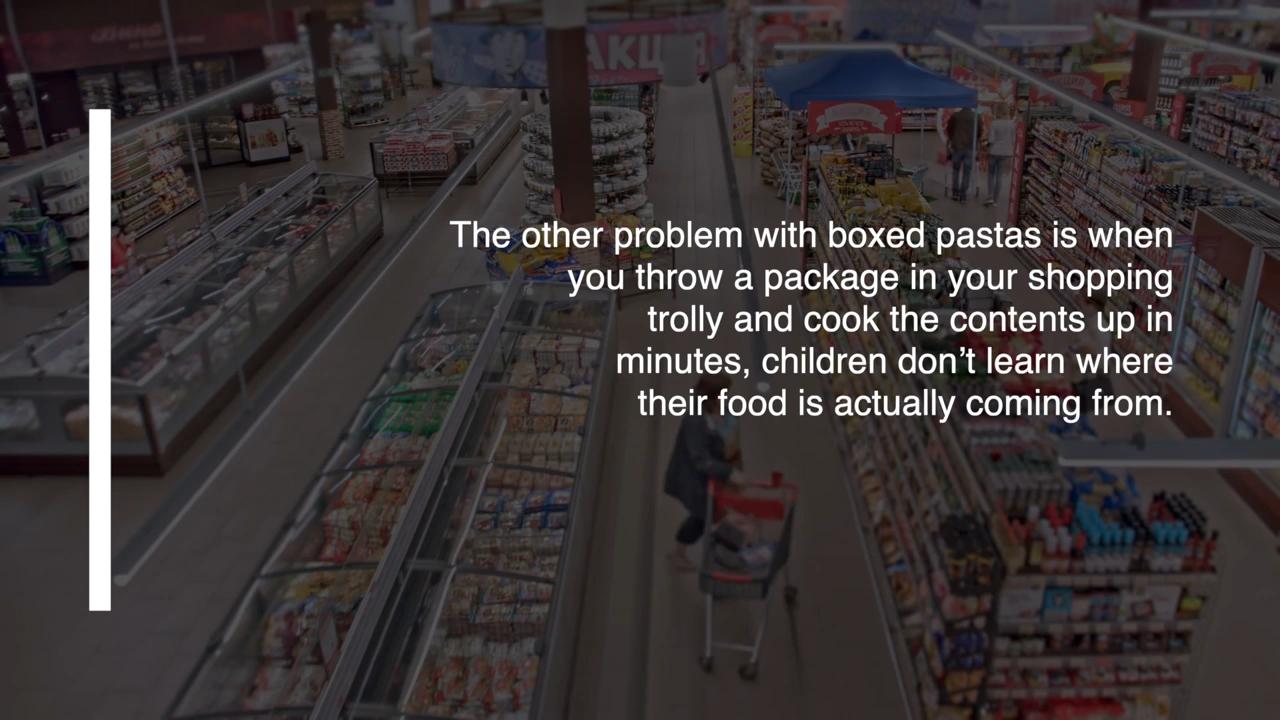 АКЦИЯ
The other problem with boxed pastas is when
you throw a package in your shopping
trolly and cook the contents up in
minutes, children don’t learn where
their food is actually coming from.